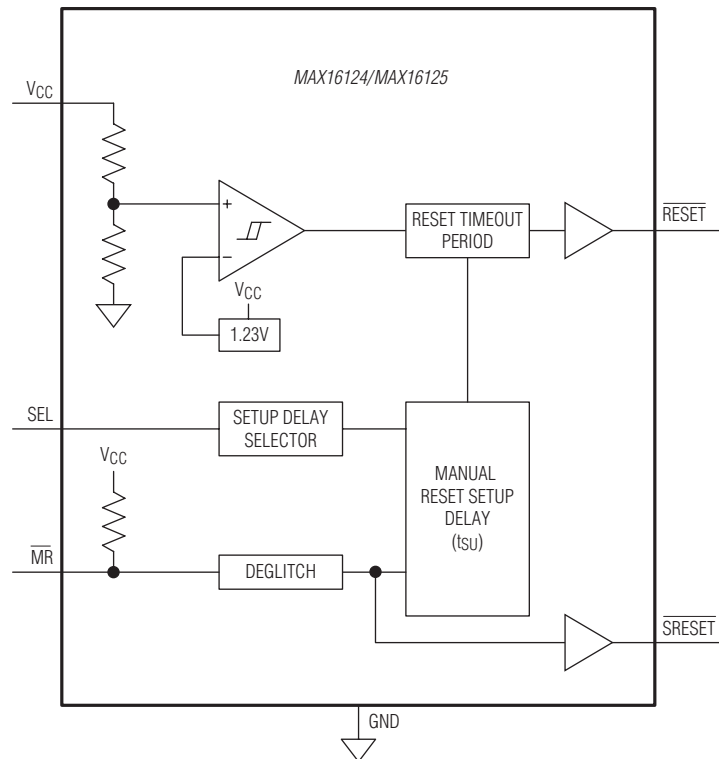 MAX16124/MAX16125
VCC
+
RESET TIMEOUT
PERIOD
RESET
−
VCC
1.23V
SEL
SETUP DELAY
SELECTOR
VCC
MANUAL
RESET SETUP
DELAY
(tSU)
MR
DEGLITCH
SRESET
GND